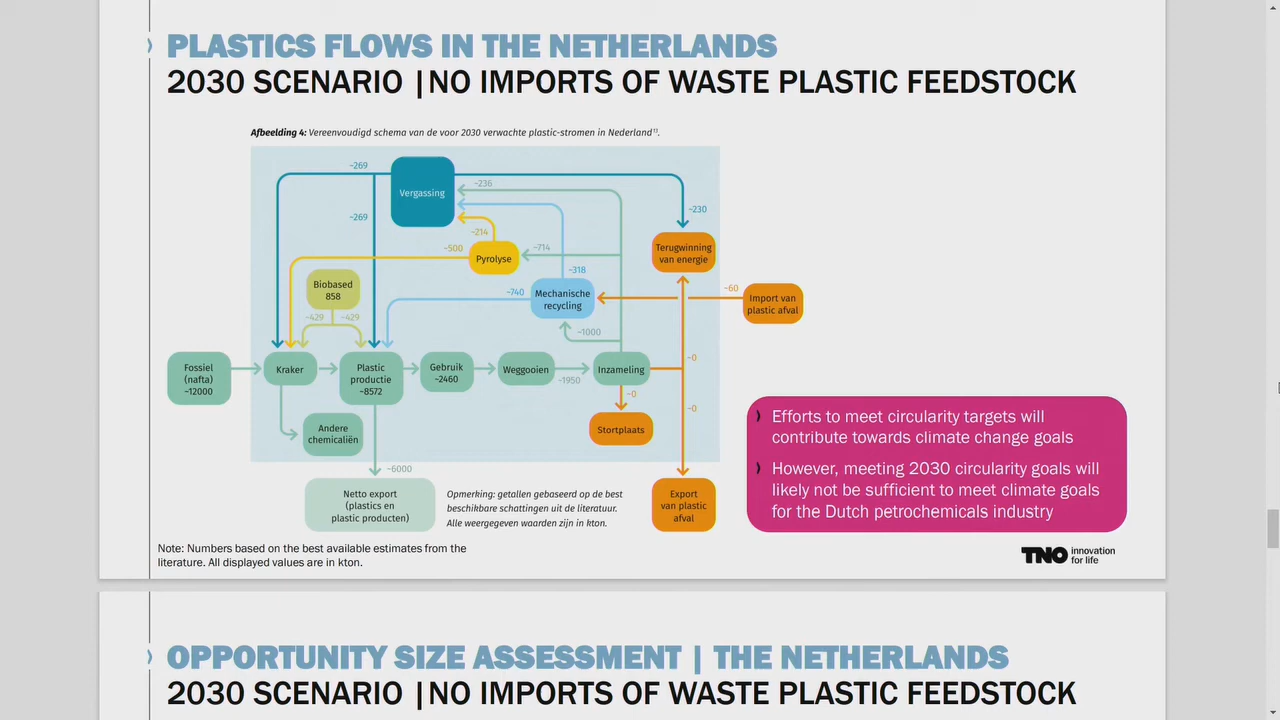 PLASTICS FLOWS IN THE NETHERLANDS
2030 SCENARIO | NO IMPORTS OF WASTE PLASTIC FEEDSTOCK
Afbeelding 4: Vereenvoudigd schema van de voor 2030 verwachte plastic-stromen in Nederland¹³.
~269
Vergassing
~236
~269
~230
~214
~500
Pyrolyse
~714
Terugwinning
van energie
Biobased
858
~318
~740
Mechanische
recycling
~60
Import van
plastic afval
~429
~429
~1000
Fossiel
(nafta)
~12000
Kraker
Plastic
productie
~8572
Gebruik
~2460
Weggooien
~1950
Inzameling
~0
~0
~0
Stortplaats
Andere
chemicaliën
~6000
Netto export
(plastics en
plastic producten)
Opmerking: getallen gebaseerd op de best
beschikbare schattingen uit de literatuur.
Alle weergegeven waarden zijn in kton.
Export
van plastic
afval
Efforts to meet circularity targets will
contribute towards climate change goals
However, meeting 2030 circularity goals will
likely not be sufficient to meet climate goals
for the Dutch petrochemicals industry
Note: Numbers based on the best available estimates from the
literature. All displayed values are in kton.
TNO innovation
for life
OPPORTUNITY SIZE ASSESSMENT | THE NETHERLANDS
2030 SCENARIO | NO IMPORTS OF WASTE PLASTIC FEEDSTOCK